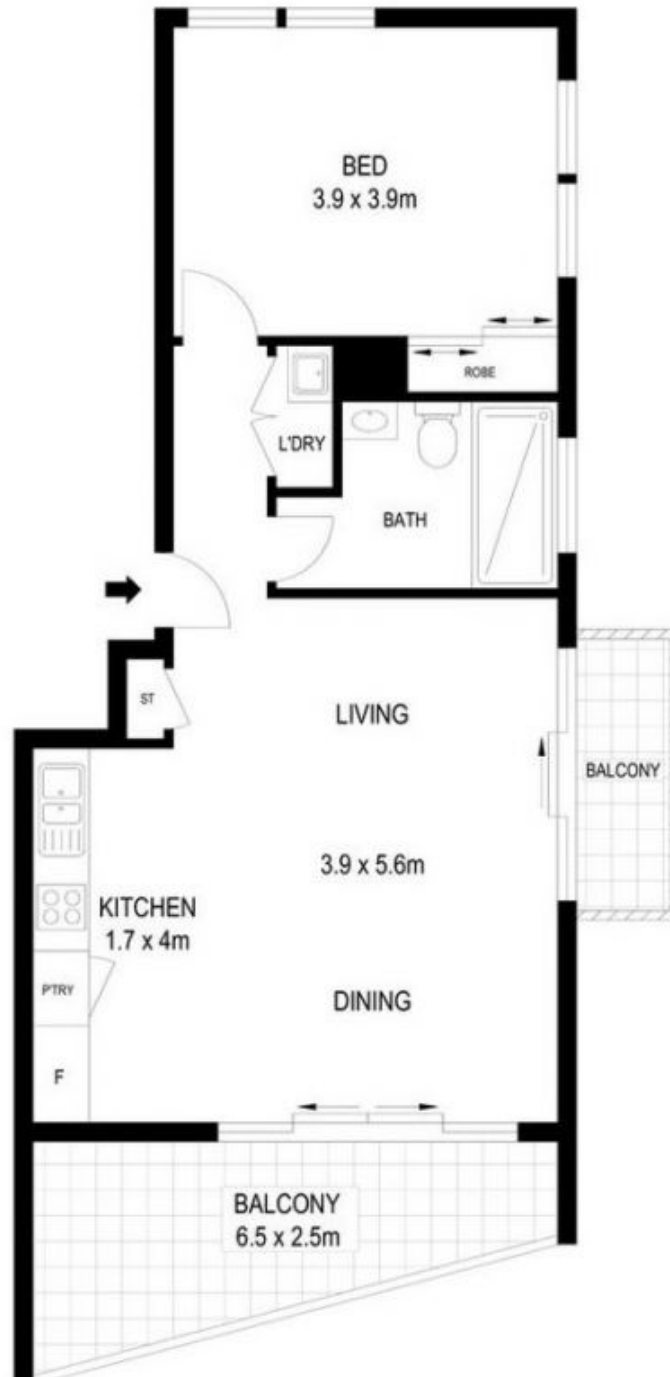 BED
3.9 x 3.9m
ROBE
L'DRY
BATH
ST
LIVING
BALCONY
3.9 x 5.6m
KITCHEN
1.7 x 4m
PTRY
DINING
F
BALCONY
6.5 x 2.5m